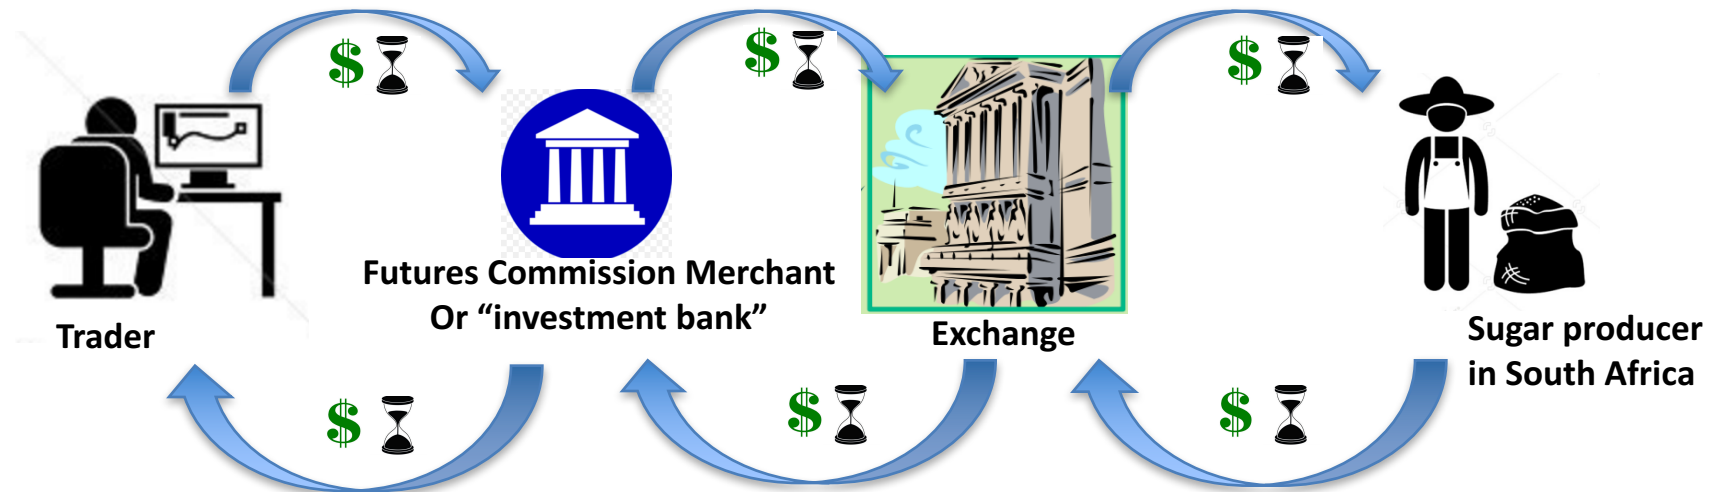 $
$
$
Futures Commission Merchant
Or “investment bank”
Trader
Exchange
Sugar producer
in South Africa
$
$
$